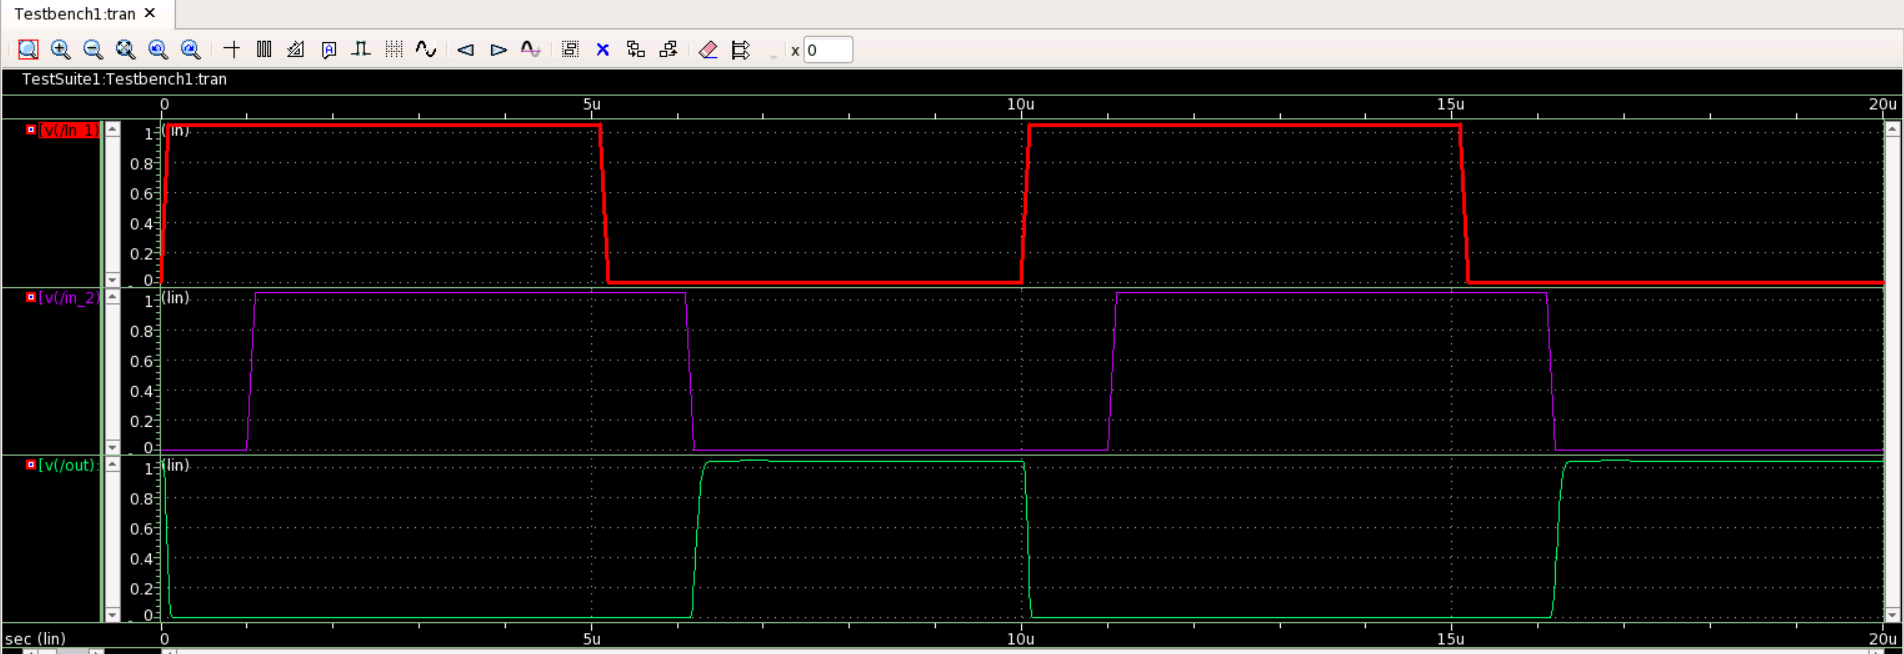 Testbench1:tran
x 0
TestSuite1:Testbench1:tran
0 5u 10u 15u 20u
[v(/In_1)
(lin)
1
0.8
0.6
0.4
0.2
0
[v(/in_2)
(lin)
1
0.8
0.6
0.4
0.2
0
[v(/out):
(lin)
1
0.8
0.6
0.4
0.2
0
sec (lin) 0 5u 10u 15u 20u